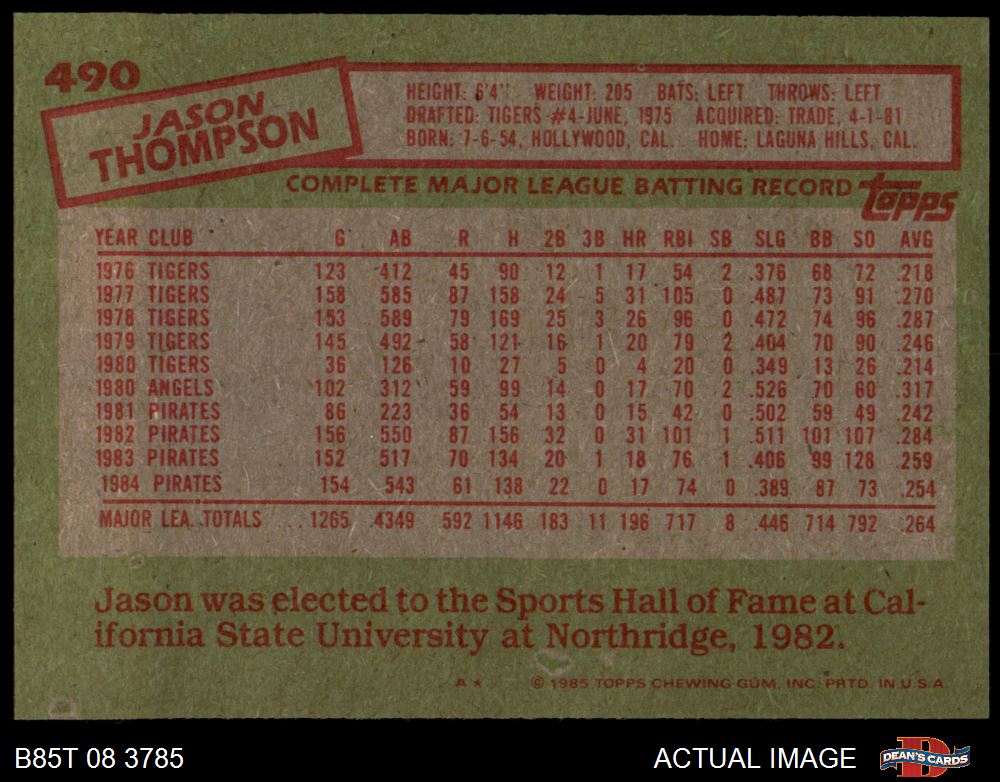 490
JASON
THOMPSON
HEIGHT: 6'4" WEIGHT: 205 BATS: LEFT THROWS: LEFT
DRAFTED: TIGERS #4-JUNE, 1975 ACQUIRED: TRADE, 4-1-81
BORN: 7-6-54, HOLLYWOOD, CAL. HOME: LAGUNA HILLS, CAL.
COMPLETE MAJOR LEAGUE BATTING RECORD topps
YEAR CLUB G AB R H 2B 3B HR RBI SB SLG BB SO AVG
1976 TIGERS 123 412 45 90 12 1 17 54 2 .376 68 72 .218
1977 TIGERS 158 585 87 158 24 5 31 105 0 .487 73 91 .270
1978 TIGERS 153 589 79 169 25 3 26 96 0 .472 74 96 .287
1979 TIGERS 145 492 58 121 16 1 20 79 2 .404 70 90 .246
1980 TIGERS 36 126 10 27 5 0 4 20 0 .349 13 26 .214
1980 ANGELS 102 312 59 99 14 0 17 70 2 .526 70 60 .317
1981 PIRATES 86 223 36 54 13 0 15 42 0 .502 59 49 .242
1982 PIRATES 156 550 87 156 32 0 31 101 1 .511 101 107 .284
1983 PIRATES 152 517 70 134 20 1 18 76 1 .406 99 128 .259
1984 PIRATES 154 543 61 138 22 0 17 74 0 .389 87 73 .254
MAJOR LEA. TOTALS ... 1265 4349 592 1146 183 11 196 717 8 .446 714 792 .264
Jason was elected to the Sports Hall of Fame at Cal-
ifornia State University at Northridge, 1982.
A* © 1985 TOPPS CHEWING GUM, INC. PRTD. IN U.S.A.
B85T 08 3785 ACTUAL IMAGE DEAN'S CARDS